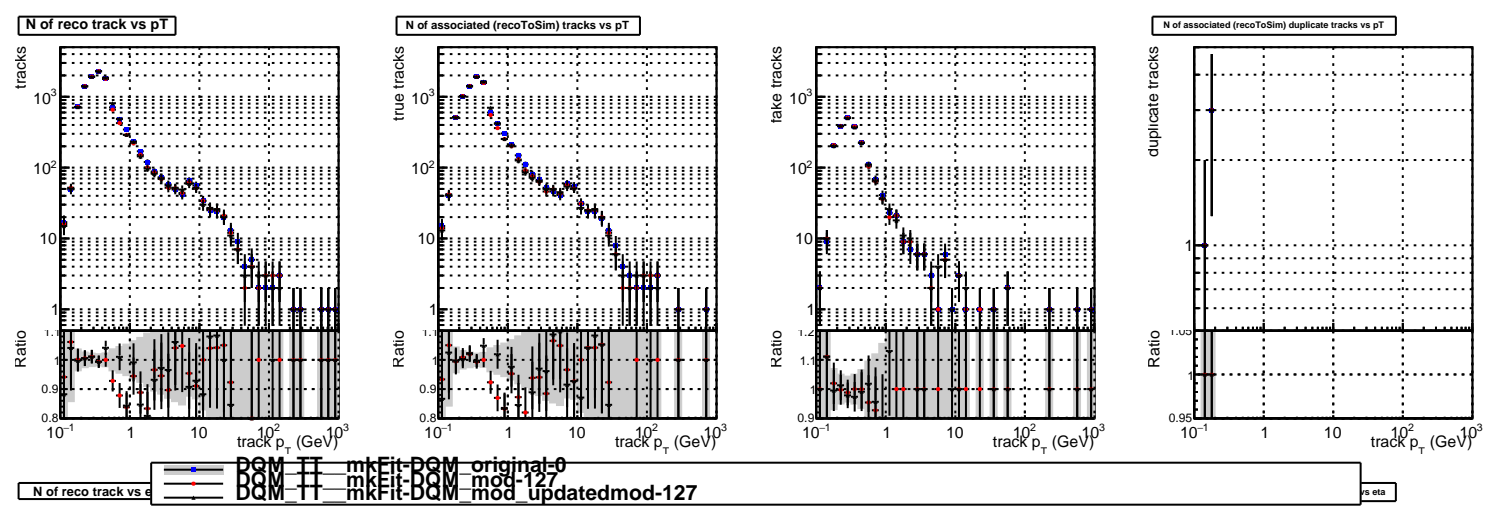 N of reco track vs pT
N of associated (recoToSim) tracks vs pT
N of associated (recoToSim) duplicate tracks vs pT
tracks
10³
10²
10
1
Ratio
1.1
1
0.9
0.8
10⁻¹ 1 10 10² 10³
track p_T (GeV)
true tracks
10³
10²
10
1
Ratio
1.1
1
0.9
0.8
10⁻¹ 1 10 10² 10³
track p_T (GeV)
fake tracks
10³
10²
10
1
Ratio
1.2
1.1
1
0.9
10⁻¹ 1 10 10² 10³
track p_T (GeV)
duplicate tracks
1
Ratio
1.05
1
0.95
10⁻¹ 1 10 10² 10³
track p_T (GeV)
DQM_TT__mkFit-DQM_original-0
DQM_TT__mkFit-DQM_mod-127
DQM_TT__mkFit-DQM_mod_updatedmod-127
N of reco track vs e
vs eta